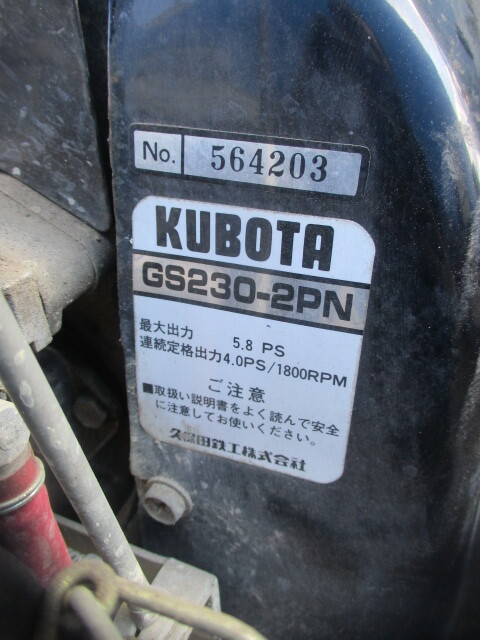 No. 564203
KUBOTA
GS230-2PN
最大出力 5.8 PS
連続定格出力4.0PS/1800RPM
ご注意
■取扱い説明書をよく読んで安全
に注意してお使いください。
久保田鉄工株式会社